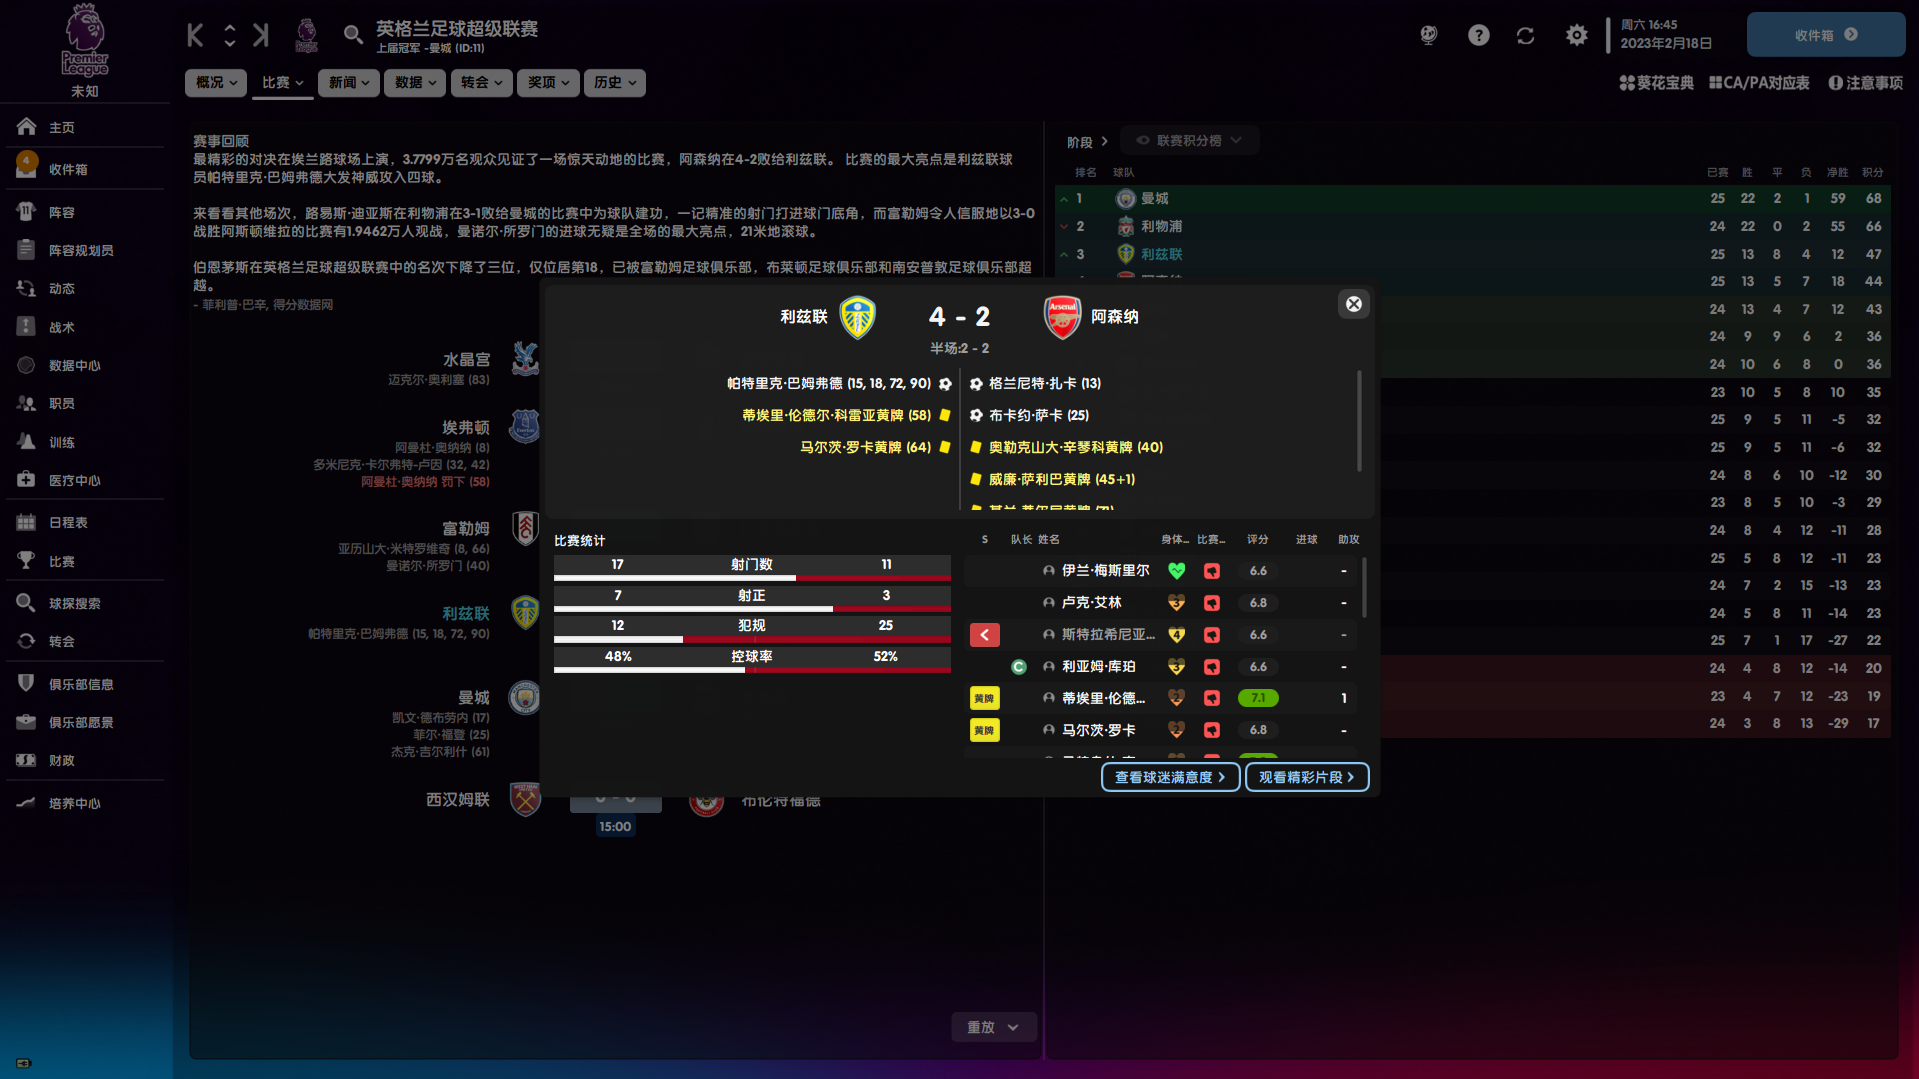 Premier League
未知
英格兰足球超级联赛
上届冠军 -曼城 (ID:11)
周六 16:45
2023年2月18日
收件箱
概况
比赛
新闻
数据
转会
奖项
历史
葵花宝典
CA/PA对应表
注意事项
主页
4
收件箱
阵容
阵容规划员
动态
战术
数据中心
职员
训练
医疗中心
日程表
比赛
球探搜索
转会
俱乐部信息
俱乐部愿景
财政
培养中心
赛事回顾
最精彩的对决在埃兰路球场上演，3.7799万名观众见证了一场惊天动地的比赛，阿森纳在4-2败给利兹联。 比赛的最大亮点是利兹联球
员帕特里克·巴姆弗德大发神威攻入四球。
来看看其他场次，路易斯·迪亚斯在利物浦在3-1败给曼城的比赛中为球队建功，一记精准的射门打进球门底角，而富勒姆令人信服地以3-0
战胜阿斯顿维拉的比赛有1.9462万人观战，曼诺尔·所罗门的进球无疑是全场的最大亮点，21米地滚球。
伯恩茅斯在英格兰足球超级联赛中的名次下降了三位，仅位居第18，已被富勒姆足球俱乐部，布莱顿足球俱乐部和南安普敦足球俱乐部超
越。
- 菲利普·巴辛, 得分数据网
水晶宫
迈克尔·奥利塞 (83)
埃弗顿
阿曼杜·奥纳纳 (8)
多米尼克·卡尔弗特-卢因 (32, 42)
阿曼杜·奥纳纳 罚下 (58)
富勒姆
亚历山大·米特罗维奇 (8, 66)
曼诺尔·所罗门 (40)
利兹联
帕特里克·巴姆弗德 (15, 18, 72, 90)
曼城
凯文·德布劳内 (17)
菲尔·福登 (25)
杰克·吉尔利什 (61)
西汉姆联
布伦特福德
15:00
重放
阶段
联赛积分榜
排名 球队 已赛 胜 平 负 净胜 积分
1 曼城 25 22 2 1 59 68
2 利物浦 24 22 0 2 55 66
3 利兹联 25 13 8 4 12 47
25 13 5 7 18 44
24 13 4 7 12 43
24 9 9 6 2 36
24 10 6 8 0 36
23 10 5 8 10 35
25 9 5 11 -5 32
25 9 5 11 -6 32
24 8 6 10 -12 30
23 8 5 10 -3 29
24 8 4 12 -11 28
25 5 8 12 -11 23
24 7 2 15 -13 23
24 5 8 11 -14 23
25 7 1 17 -27 22
24 4 8 12 -14 20
23 4 7 12 -23 19
24 3 8 13 -29 17
利兹联 4 - 2 阿森纳
半场:2 - 2
帕特里克·巴姆弗德 (15, 18, 72, 90)
蒂埃里·伦德尔·科雷亚黄牌 (58)
马尔茨·罗卡黄牌 (64)
格兰尼特·扎卡 (13)
布卡约·萨卡 (25)
奥勒克山大·辛琴科黄牌 (40)
威廉·萨利巴黄牌 (45+1)
比赛统计
17 射门数 11
7 射正 3
12 犯规 25
48% 控球率 52%
S 队长 姓名 身体... 比赛... 评分 进球 助攻
伊兰·梅斯里尔 6.6 -
卢克·艾林 3 6.8 -
斯特拉希尼亚... 4 6.6 -
C 利亚姆·库珀 3 6.6 -
黄牌 蒂埃里·伦德... 2 7.1 1
黄牌 马尔茨·罗卡 2 6.8 -
查看球迷满意度
观看精彩片段